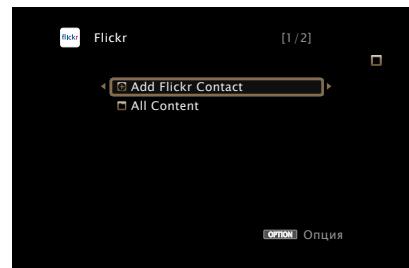 flickr Flickr [1/2]
Add Flickr Contact
All Content
OPTION Опция